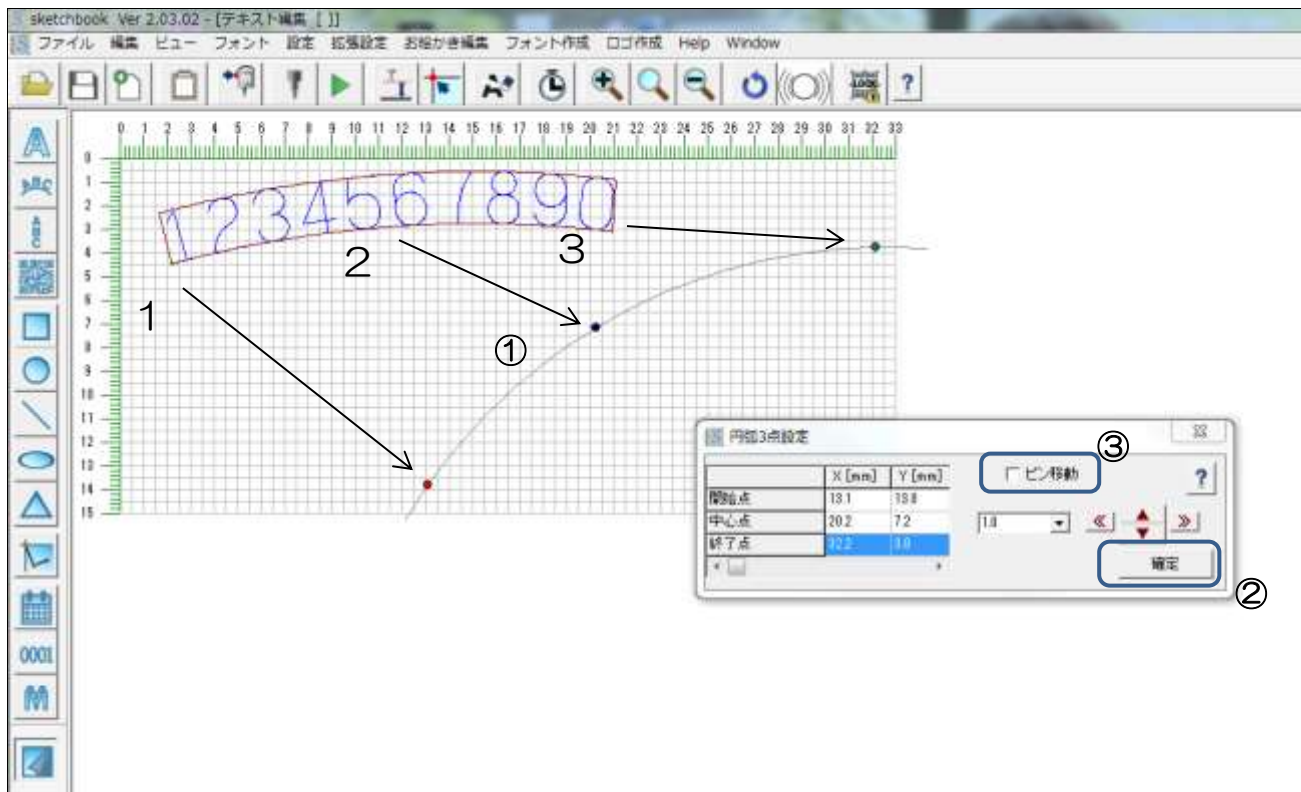 sketchbook Ver 2.03.02 - [テキスト編集 [ ]]
ファイル 編集 ビュー フォント 設定 拡張設定 お絵かき編集 フォント作成 ロゴ作成 Help Window
?
0 1 2 3 4 5 6 7 8 9 10 11 12 13 14 15 16 17 18 19 20 21 22 23 24 25 26 27 28 29 30 31 32 33
A
ABC
ABC
0001
M
0
1
2
3
4
5
6
7
8
9
10
11
12
13
14
15
1234567890
1
2
3
①
円弧3点設定
③
X [mm] Y [mm]
ピン移動
?
開始点 13.1 13.8
中心点 20.2 7.2
1.0
終了点 32.2 3.8
確定
②